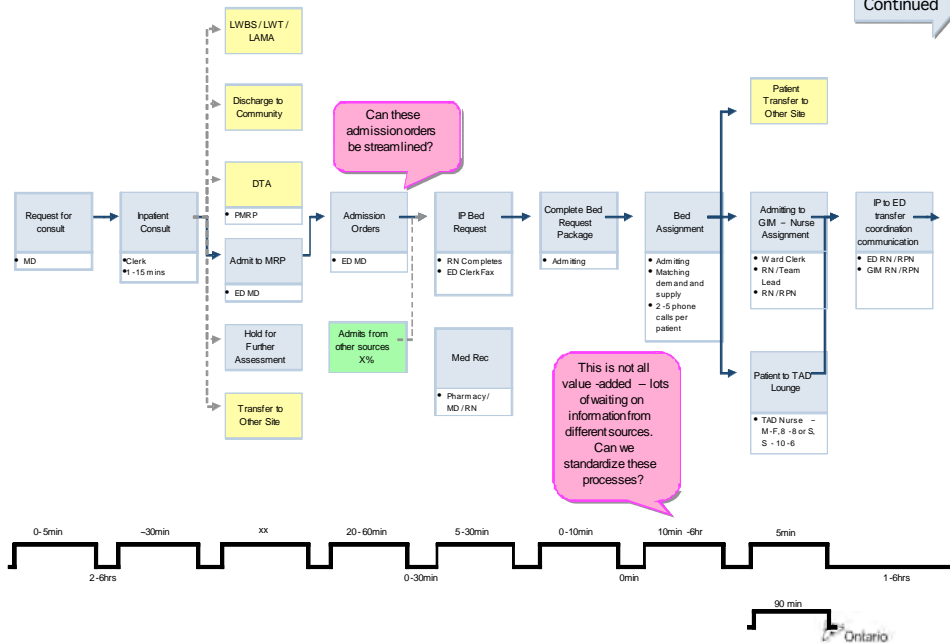 Continued
LWBS / LWT /
LAMA
Discharge to
Community
DTA
• PMRP
Can these
admission orders
be streamlined?
Patient
Transfer to
Other Site
Request for
consult
• MD
Inpatient
Consult
• Clerk
• 1-15 mins
Admit to MRP
• ED MD
Admission
Orders
• ED MD
IP Bed
Request
• RN Completes
• ED Clerk Fax
Complete Bed
Request
Package
• Admitting
Bed
Assignment
• Admitting
• Matching
demand and
supply
• 2 -5 phone
calls per
patient
Admitting to
GIM – Nurse
Assignment
• Ward Clerk
• RN /Team
Lead
• RN/ RPN
IP to ED
transfer
coordination
communication
• ED RN /RPN
• GIM RN / RPN
Hold for
Further
Assessment
Admits from
other sources
X%
Med Rec
• Pharmacy /
MD / RN
This is not all
value -added – lots
of waiting on
information from
different sources.
Can we
standardize these
processes?
Patient to TAD
Lounge
• TAD Nurse –
M-F, 8 -8 or S,
S - 10 -6
Transfer to
Other Site
0- 5min
~30min
xx
20 - 60min
5 - 30min
0 -10min
10min -6hr
5min
2 -6hrs
0 -30min
0min
1 -6hrs
90 min
Ontario